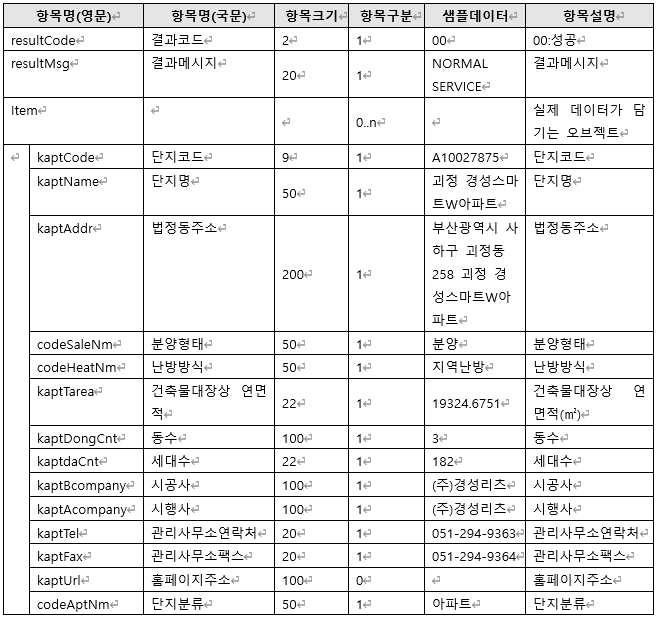 항목명(영문) 항목명(국문) 항목크기 항목구분 샘플데이터 항목설명
resultCode 결과코드 2 1 00 00:성공
resultMsg 결과메시지 20 1 NORMAL SERVICE 결과메시지
Item 0..n 실제 데이터가 담기는 오브젝트
kaptCode 단지코드 9 1 A10027875 단지코드
kaptName 단지명 50 1 괴정 경성스마트W아파트 단지명
kaptAddr 법정동주소 200 1 부산광역시 사하구 괴정동 258 괴정 경성스마트W아파트 법정동주소
codeSaleNm 분양형태 50 1 분양 분양형태
codeHeatNm 난방방식 50 1 지역난방 난방방식
kaptTarea 건축물대장상 연면적 22 1 19324.6751 건축물대장상 연면적(㎡)
kaptDongCnt 동수 100 1 3 동수
kaptdaCnt 세대수 22 1 182 세대수
kaptBcompany 시공사 100 1 (주)경성리츠 시공사
kaptAcompany 시행사 100 1 (주)경성리츠 시행사
kaptTel 관리사무소연락처 20 1 051-294-9363 관리사무소연락처
kaptFax 관리사무소팩스 20 1 051-294-9364 관리사무소팩스
kaptUrl 홈페이지주소 100 0 홈페이지주소
codeAptNm 단지분류 50 1 아파트 단지분류